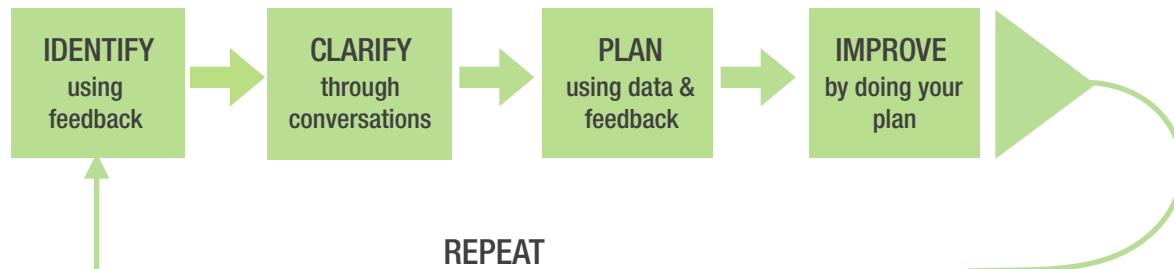 IDENTIFY
using
feedback
CLARIFY
through
conversations
PLAN
using data &
feedback
IMPROVE
by doing your
plan
REPEAT